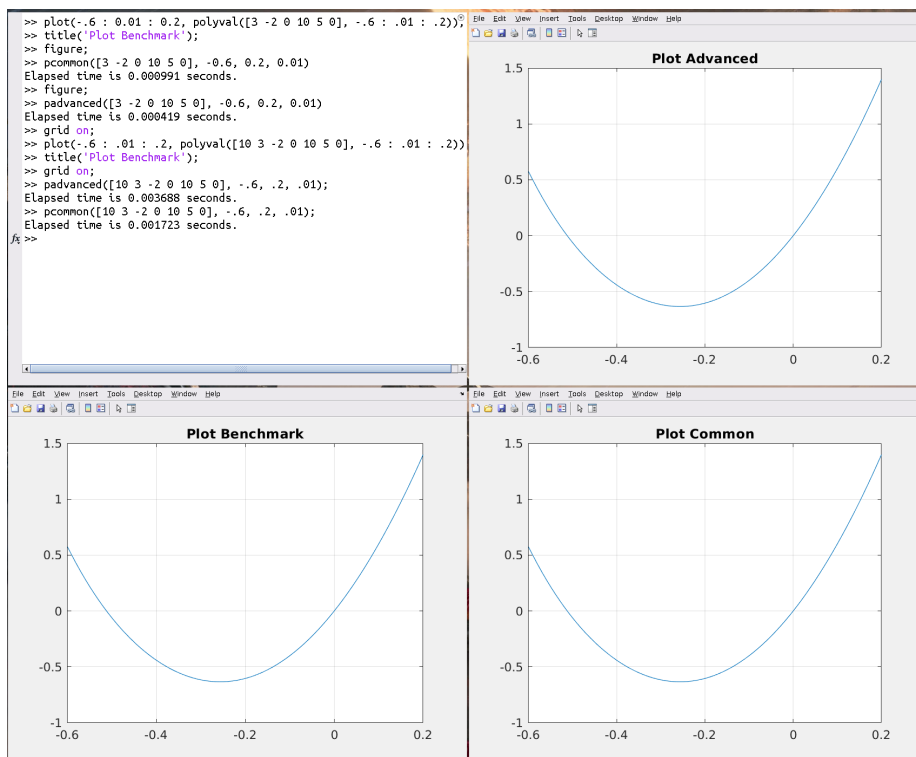 >> plot(-.6 : 0.01 : 0.2, polyval([3 -2 0 10 5 0], -.6 : .01 : .2));
>> title('Plot Benchmark');
>> figure;
>> pcommon([3 -2 0 10 5 0], -0.6, 0.2, 0.01)
Elapsed time is 0.000991 seconds.
>> figure;
>> padvanced([3 -2 0 10 5 0], -0.6, 0.2, 0.01)
Elapsed time is 0.000419 seconds.
>> grid on;
>> plot(-.6 : .01 : .2, polyval([10 3 -2 0 10 5 0], -.6 : .01 : .2))
>> title('Plot Benchmark');
>> grid on;
>> padvanced([10 3 -2 0 10 5 0], -.6, .2, .01);
Elapsed time is 0.003688 seconds.
>> pcommon([10 3 -2 0 10 5 0], -.6, .2, .01);
Elapsed time is 0.001723 seconds.
fx >>
File Edit View Insert Tools Desktop Window Help
Plot Advanced
1.5
1
0.5
0
-0.5
-1
-0.6 -0.4 -0.2 0 0.2
File Edit View Insert Tools Desktop Window Help
Plot Benchmark
1.5
1
0.5
0
-0.5
-1
-0.6 -0.4 -0.2 0 0.2
File Edit View Insert Tools Desktop Window Help
Plot Common
1.5
1
0.5
0
-0.5
-1
-0.6 -0.4 -0.2 0 0.2